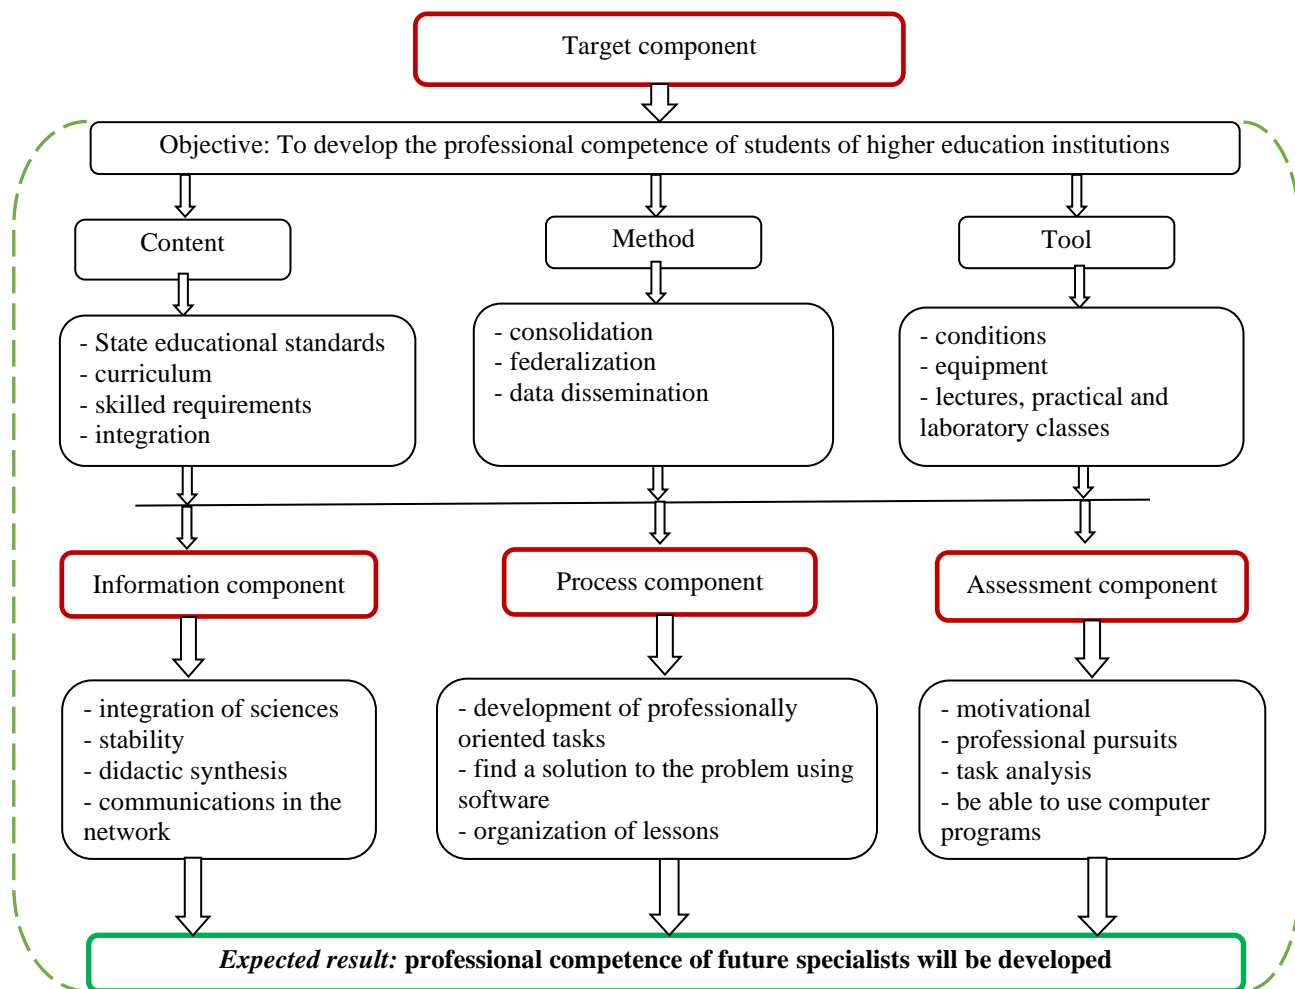 Target component
Objective: To develop the professional competence of students of higher education institutions
Content
Method
Tool
- State educational standards
- curriculum
- skilled requirements
- integration
- consolidation
- federalization
- data dissemination
- conditions
- equipment
- lectures, practical and
laboratory classes
Information component
Process component
Assessment component
- integration of sciences
- stability
- didactic synthesis
- communications in the
network
- development of professionally
oriented tasks
- find a solution to the problem using
software
- organization of lessons
- motivational
- professional pursuits
- task analysis
- be able to use computer
programs
Expected result: professional competence of future specialists will be developed